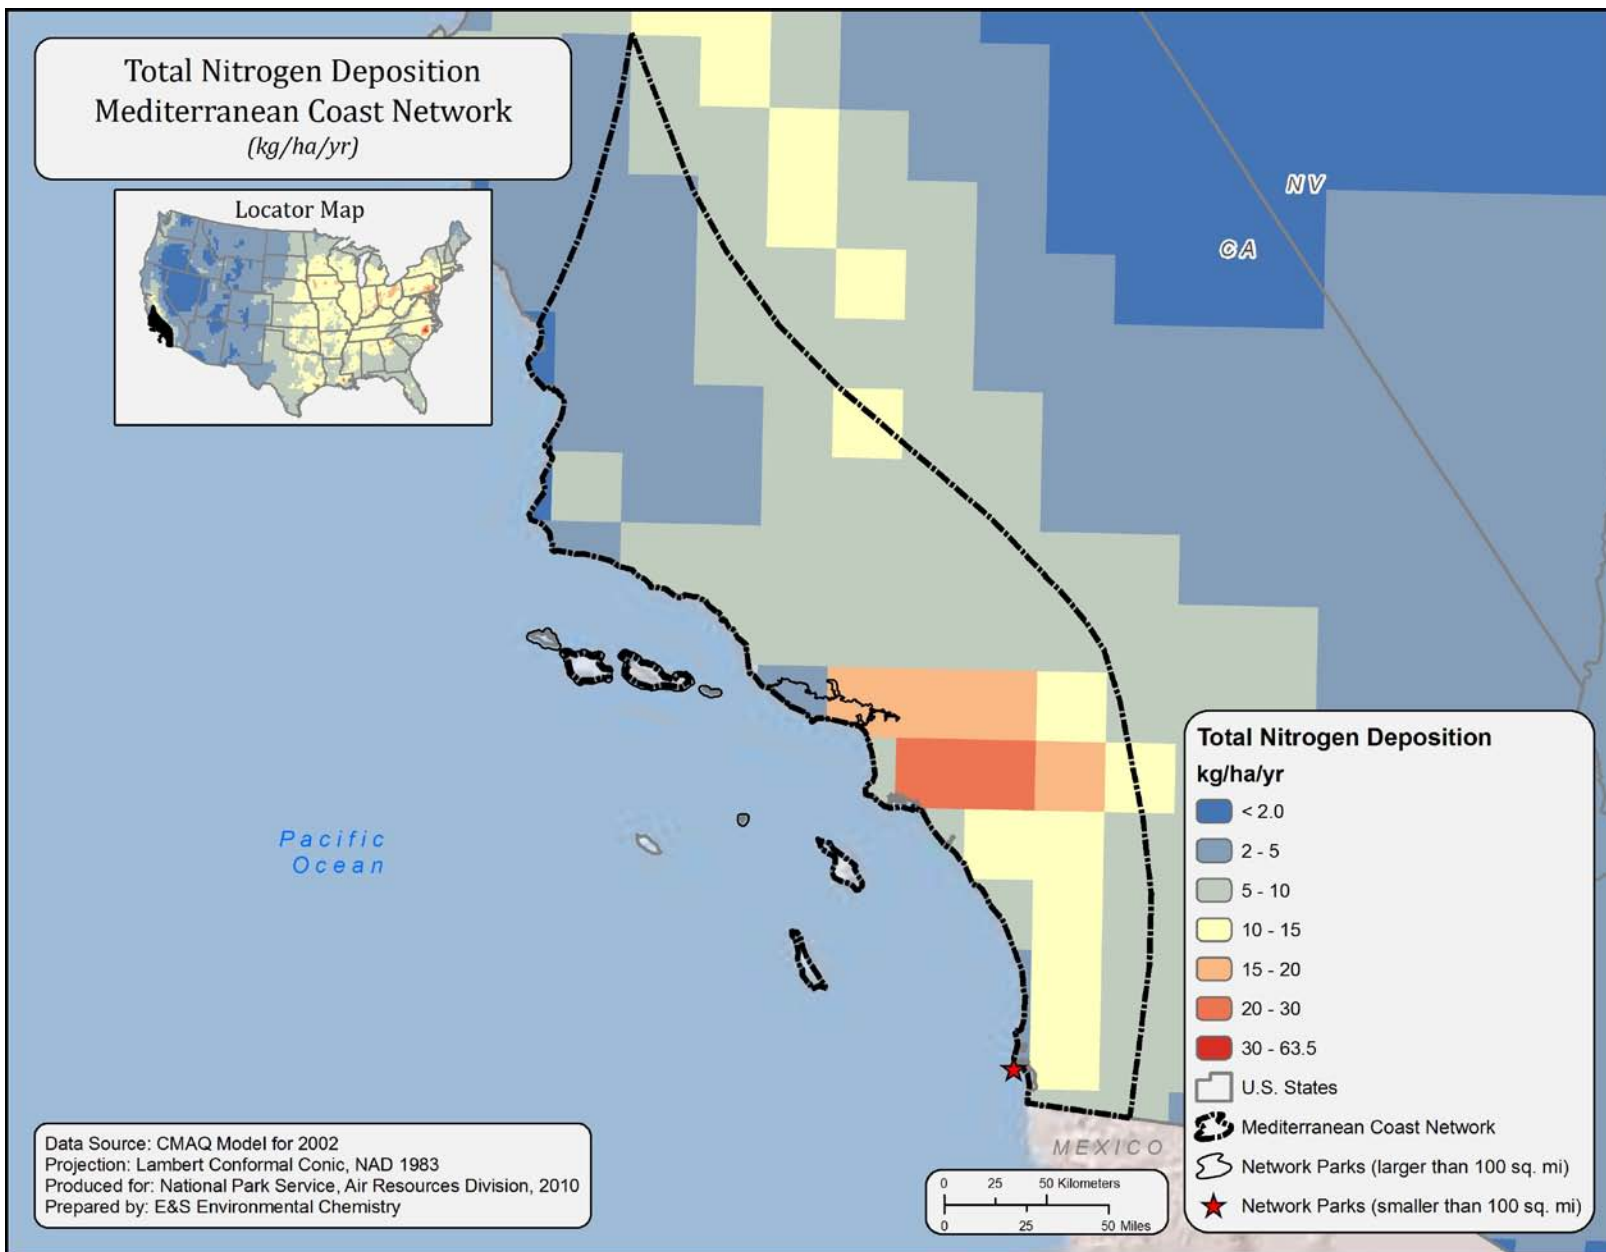 Total Nitrogen Deposition
Mediterranean Coast Network
(kg/ha/yr)
Locator Map
NV
CA
Pacific
Ocean
MEXICO
Total Nitrogen Deposition
kg/ha/yr
< 2.0
2 - 5
5 - 10
10 - 15
15 - 20
20 - 30
30 - 63.5
U.S. States
Mediterranean Coast Network
Network Parks (larger than 100 sq. mi)
Network Parks (smaller than 100 sq. mi)
Data Source: CMAQ Model for 2002
Projection: Lambert Conformal Conic, NAD 1983
Produced for: National Park Service, Air Resources Division, 2010
Prepared by: E&S Environmental Chemistry
0 25 50 Kilometers
0 25 50 Miles